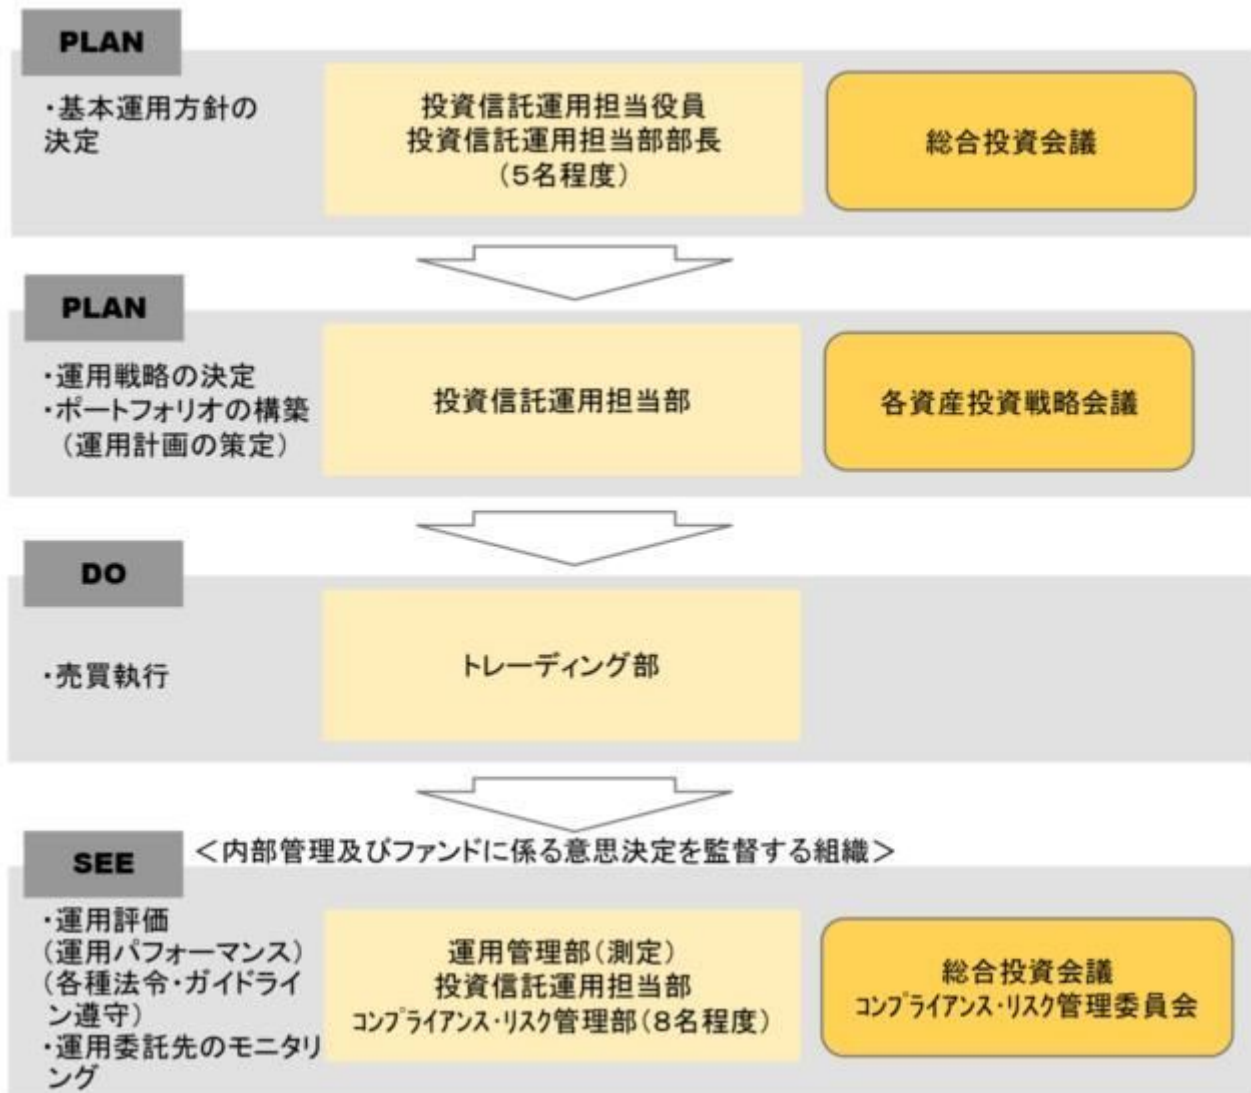 PLAN
・基本運用方針の
決定
投資信託運用担当役員
投資信託運用担当部部長
(5名程度)
総合投資会議
PLAN
・運用戦略の決定
・ポートフォリオの構築
(運用計画の策定)
投資信託運用担当部
各資産投資戦略会議
DO
・売買執行
トレーディング部
SEE
＜内部管理及びファンドに係る意思決定を監督する組織＞
・運用評価
(運用パフォーマンス)
(各種法令・ガイドライ
ン遵守)
・運用委託先のモニタリ
ング
運用管理部(測定)
投資信託運用担当部
ｺﾝﾌﾟﾗｲｱﾝｽ・ﾘｽｸ管理部(8名程度)
総合投資会議
ｺﾝﾌﾟﾗｲｱﾝｽ・ﾘｽｸ管理委員会